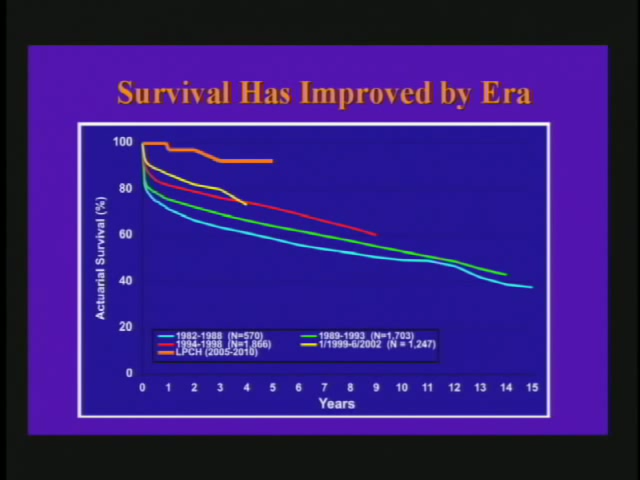 Survival Has Improved by Era
100
80
60
40
20
0
Actuarial Survival (%)
1982-1988 (N=570)
1989-1993 (N=1,703)
1994-1998 (N=1,866)
1/1999-6/2002 (N = 1,247)
LPCH (2005-2010)
0 1 2 3 4 5 6 7 8 9 10 11 12 13 14 15
Years